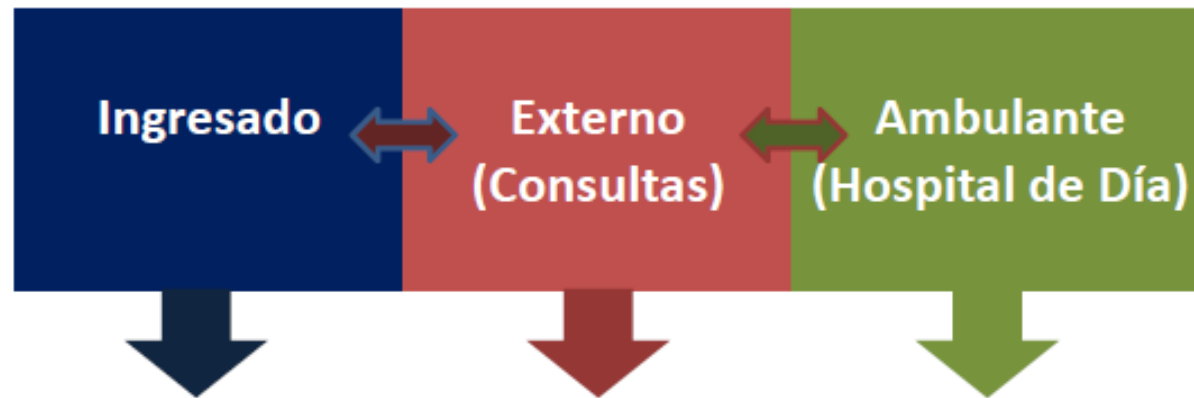 Ingresado
Externo
(Consultas)
Ambulante
(Hospital de Día)